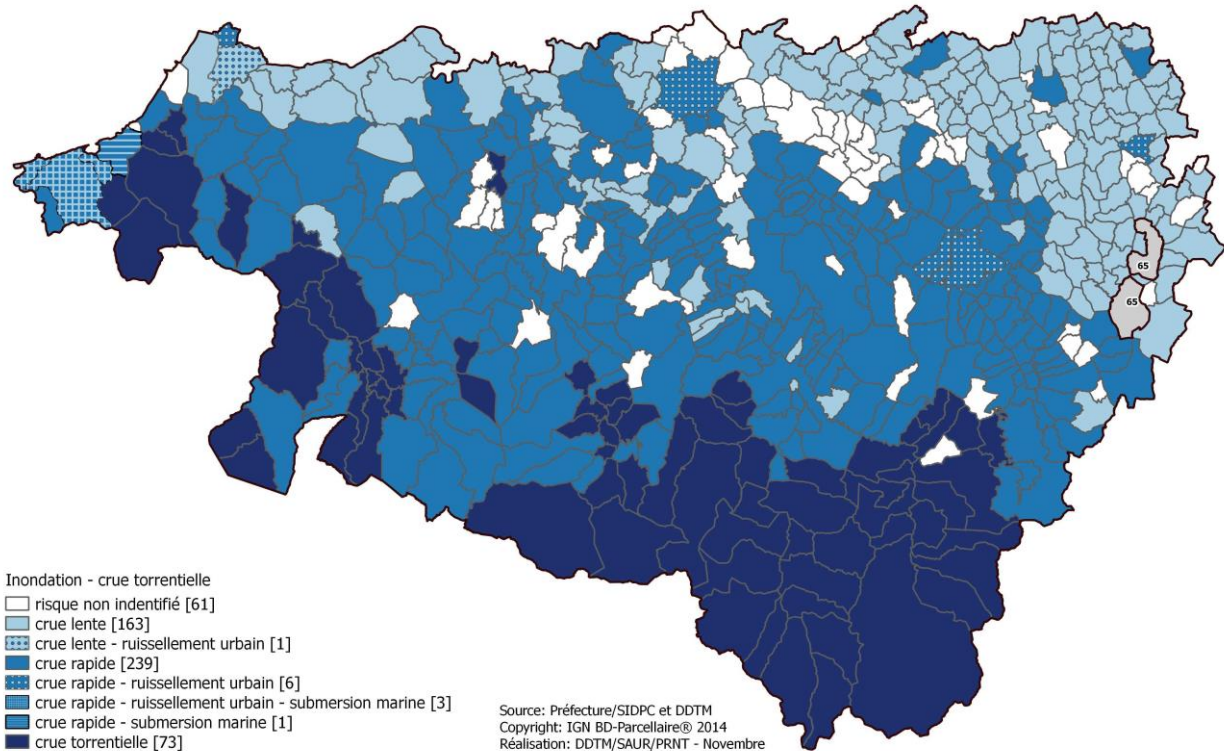 65
65
Inondation - crue torrentielle
risque non indentifié [61]
crue lente [163]
crue lente - ruissellement urbain [1]
crue rapide [239]
crue rapide - ruissellement urbain [6]
crue rapide - ruissellement urbain - submersion marine [3]
crue rapide - submersion marine [1]
crue torrentielle [73]
Source: Préfecture/SIDPC et DDTM
Copyright: IGN BD-Parcellaire® 2014
Réalisation: DDTM/SAUR/PRNT - Novembre